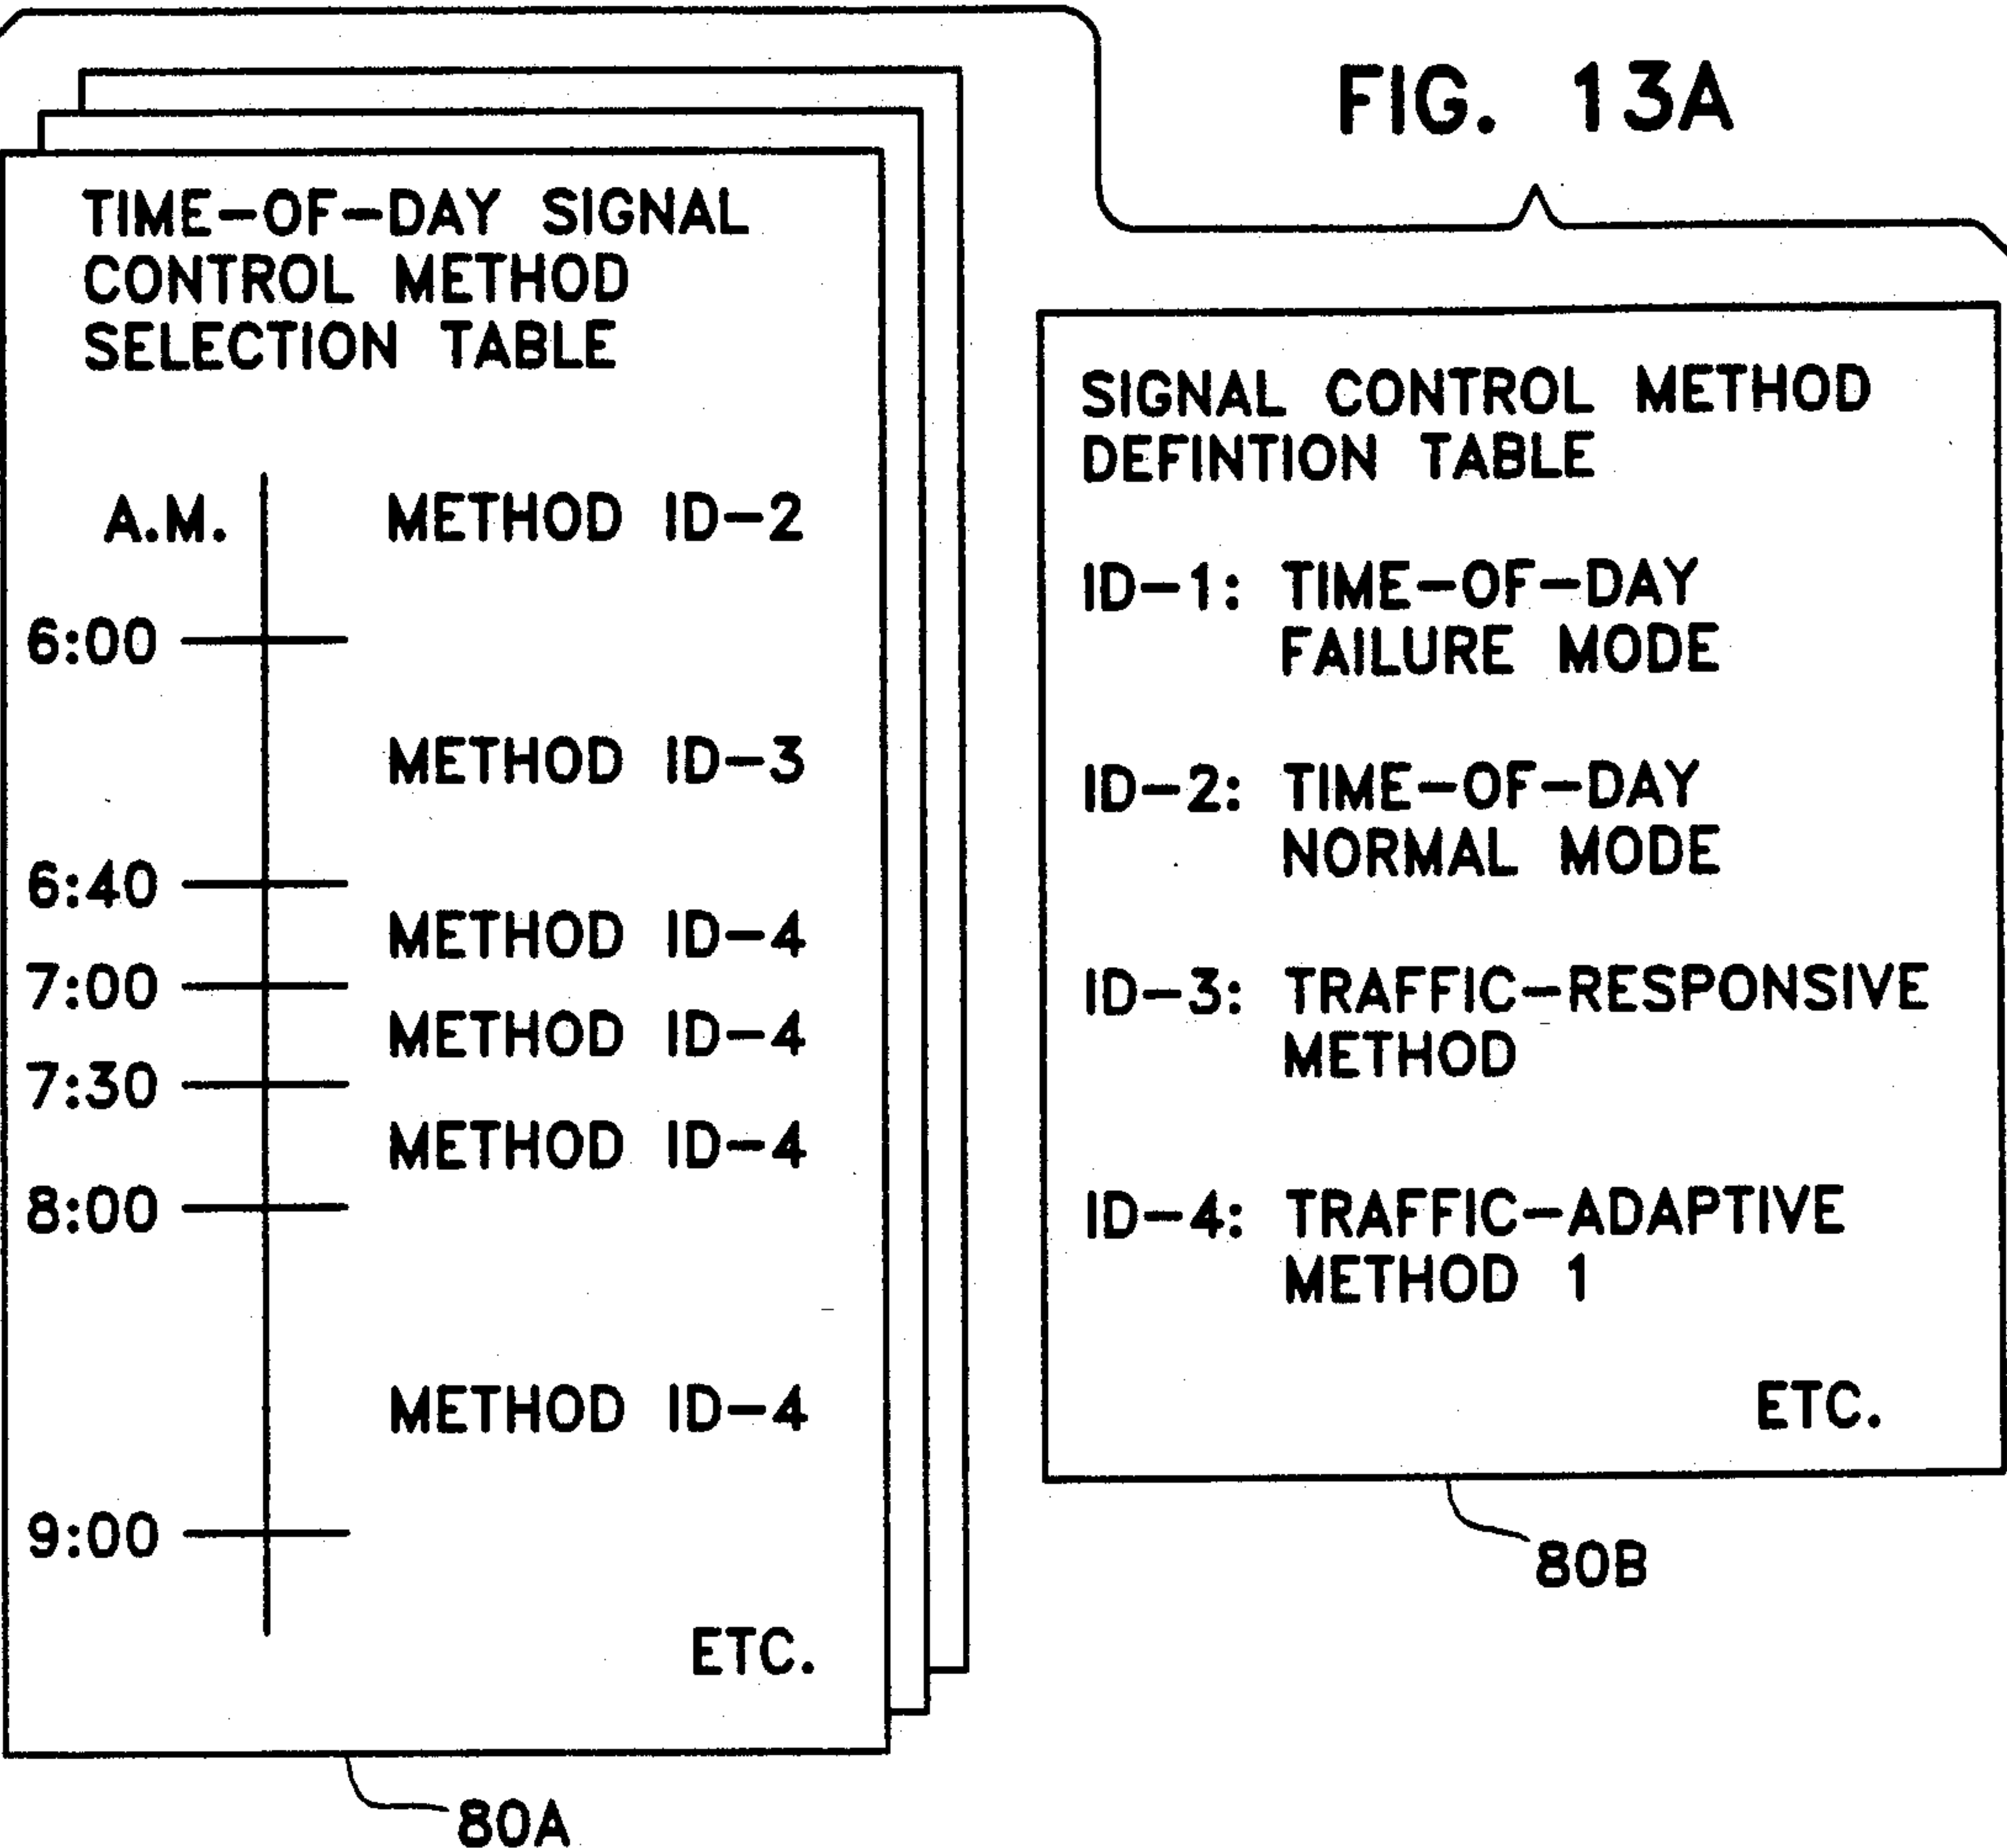 FIG. 13A
TIME-OF-DAY SIGNAL
CONTROL METHOD
SELECTION TABLE
A.M.
METHOD ID-2
6:00
METHOD ID-3
6:40
METHOD ID-4
7:00
METHOD ID-4
7:30
METHOD ID-4
8:00
METHOD ID-4
9:00
ETC.
80A
SIGNAL CONTROL METHOD
DEFINTION TABLE
ID-1: TIME-OF-DAY
FAILURE MODE
ID-2: TIME-OF-DAY
NORMAL MODE
ID-3: TRAFFIC-RESPONSIVE
METHOD
ID-4: TRAFFIC-ADAPTIVE
METHOD 1
ETC.
80B